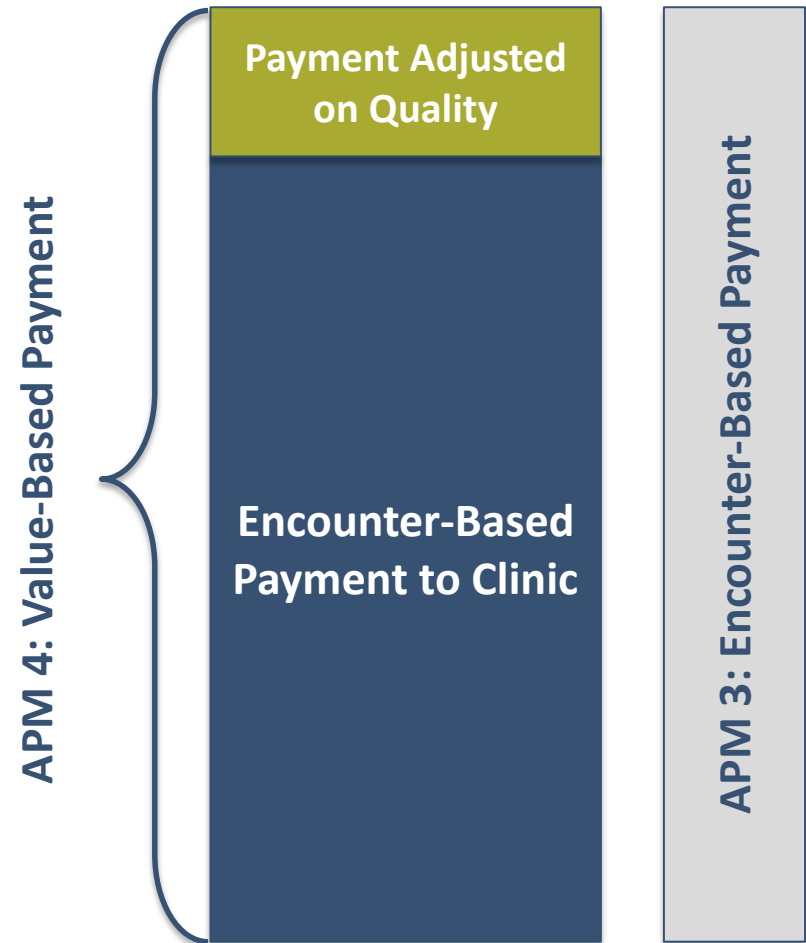 APM 4: Value-Based Payment
Payment Adjusted
on Quality
Encounter-Based
Payment to Clinic
APM 3: Encounter-Based Payment